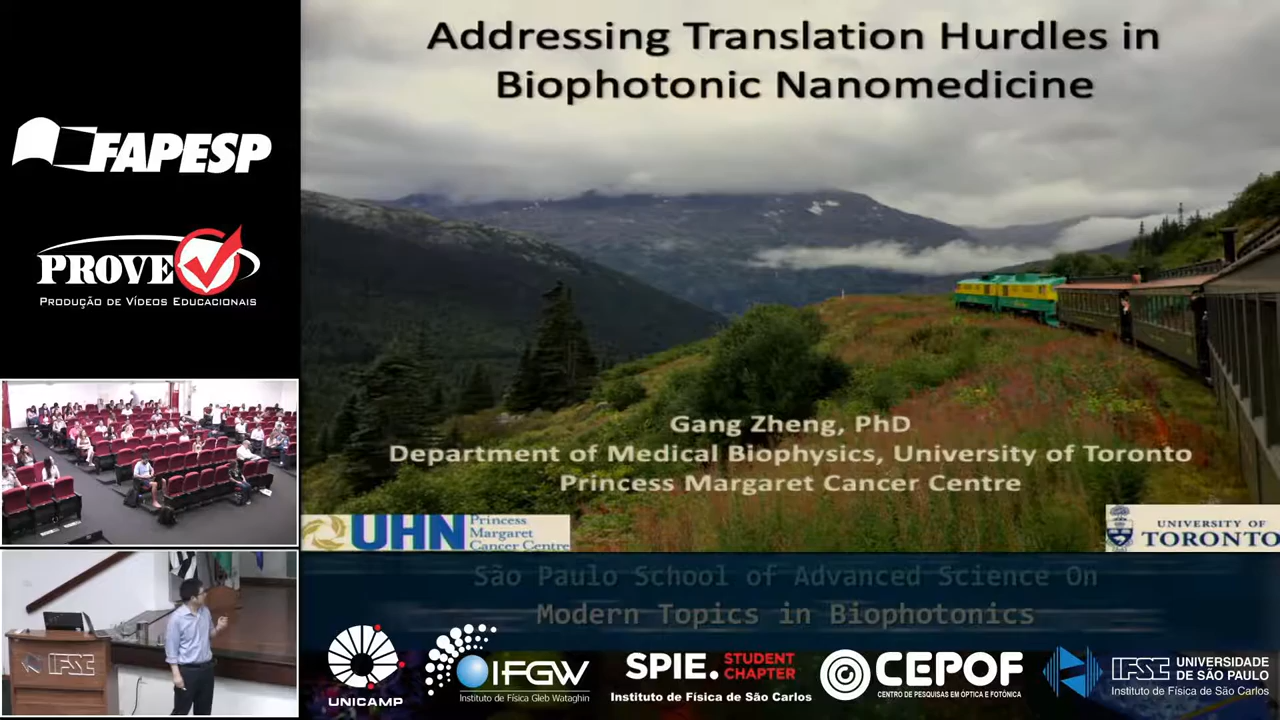 Addressing Translation Hurdles in
Biophotonic Nanomedicine
FAPESP
PROVE
PRODUÇÃO DE VÍDEOS EDUCACIONAIS
Gang Zheng, PhD
Department of Medical Biophysics, University of Toronto
Princess Margaret Cancer Centre
UHN
Princess
Margaret
Cancer Centre
UNIVERSITY OF
TORONTO
São Paulo School of Advanced Science On
Modern Topics in Biophotonics
IFSC
UNICAMP
IFGW
Instituto de Física Gleb Wataghin
SPIE. STUDENT
CHAPTER
Instituto de Física de São Carlos
CEPOF
CENTRO DE PESQUISAS EM ÓPTICA E FOTÔNICA
IFSC UNIVERSIDADE
DE SÃO PAULO
Instituto de Física de São Carlos